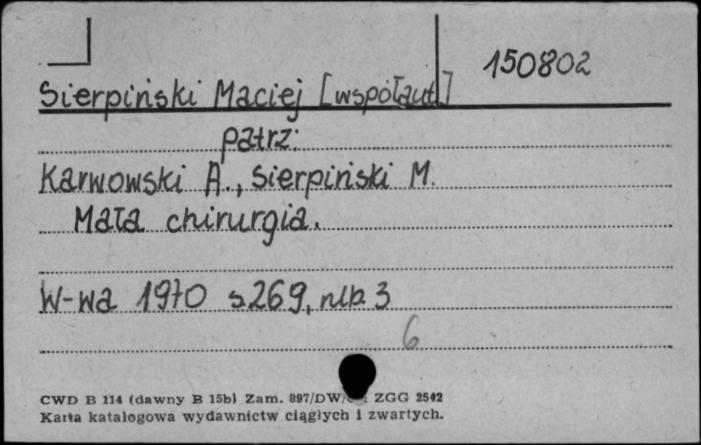 150802
Sierpiński Maciej [współaut.]
patrz:
Karwowski A., Sierpiński M.
Mała chirurgia.
W-wa 1970 s.269, nlb. 3
6
CWD B 114 (dawny B 15b) Zam. 897/DW/ ZGG 2542
Karta katalogowa wydawnictw ciągłych i zwartych.